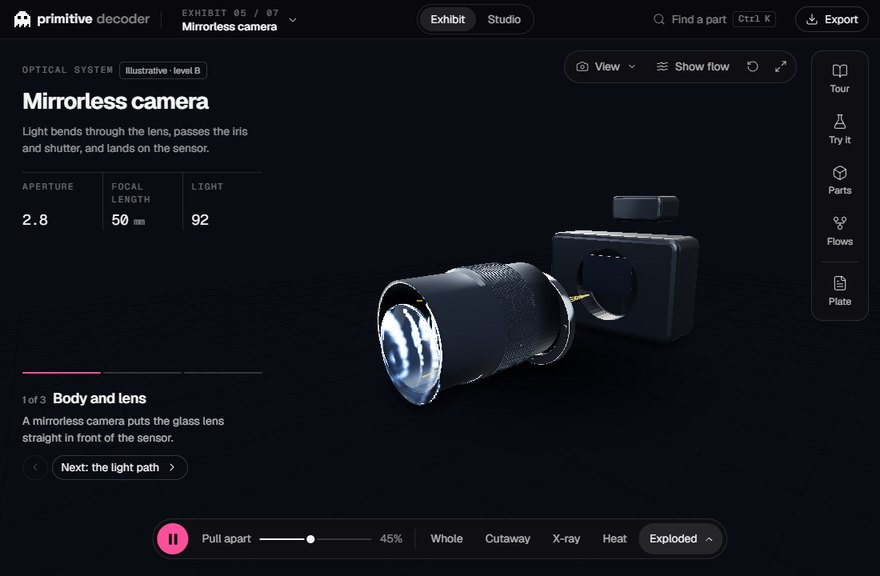 primitive decoder
EXHIBIT 05 / 07
Mirrorless camera
Exhibit
Studio
Find a part
Ctrl K
Export
OPTICAL SYSTEM
Illustrative · level B
Mirrorless camera
Light bends through the lens, passes the iris
and shutter, and lands on the sensor.
APERTURE
2.8
FOCAL
LENGTH
50 mm
LIGHT
92
View
Show flow
Tour
Try it
Parts
Flows
Plate
1 of 3 Body and lens
A mirrorless camera puts the glass lens
straight in front of the sensor.
Next: the light path
Pull apart
45%
Whole
Cutaway
X-ray
Heat
Exploded